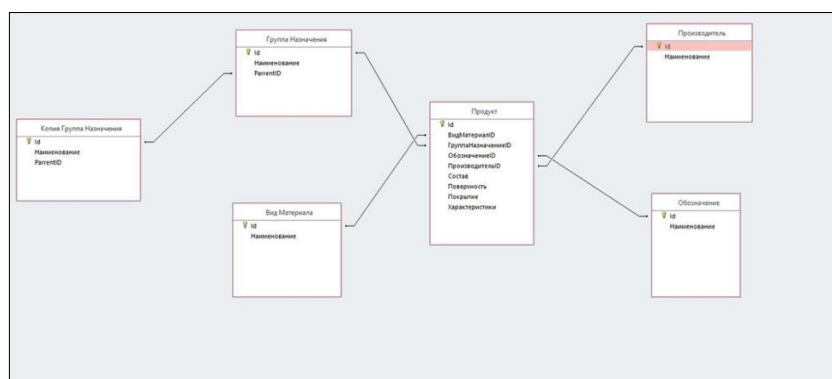 Группа Назначения
Id
Наименование
ParrentID
Производитель
Id
Наименование
Копия Группа Назначения
Id
Наименование
ParrentID
Продукт
Id
ВидМатериалID
ГруппаНазначениеID
ОбозначениеID
ПроизводительID
Состав
Поверхность
Покрытие
Характеристики
Вид Материала
Id
Наименование
Обозначение
Id
Наименование